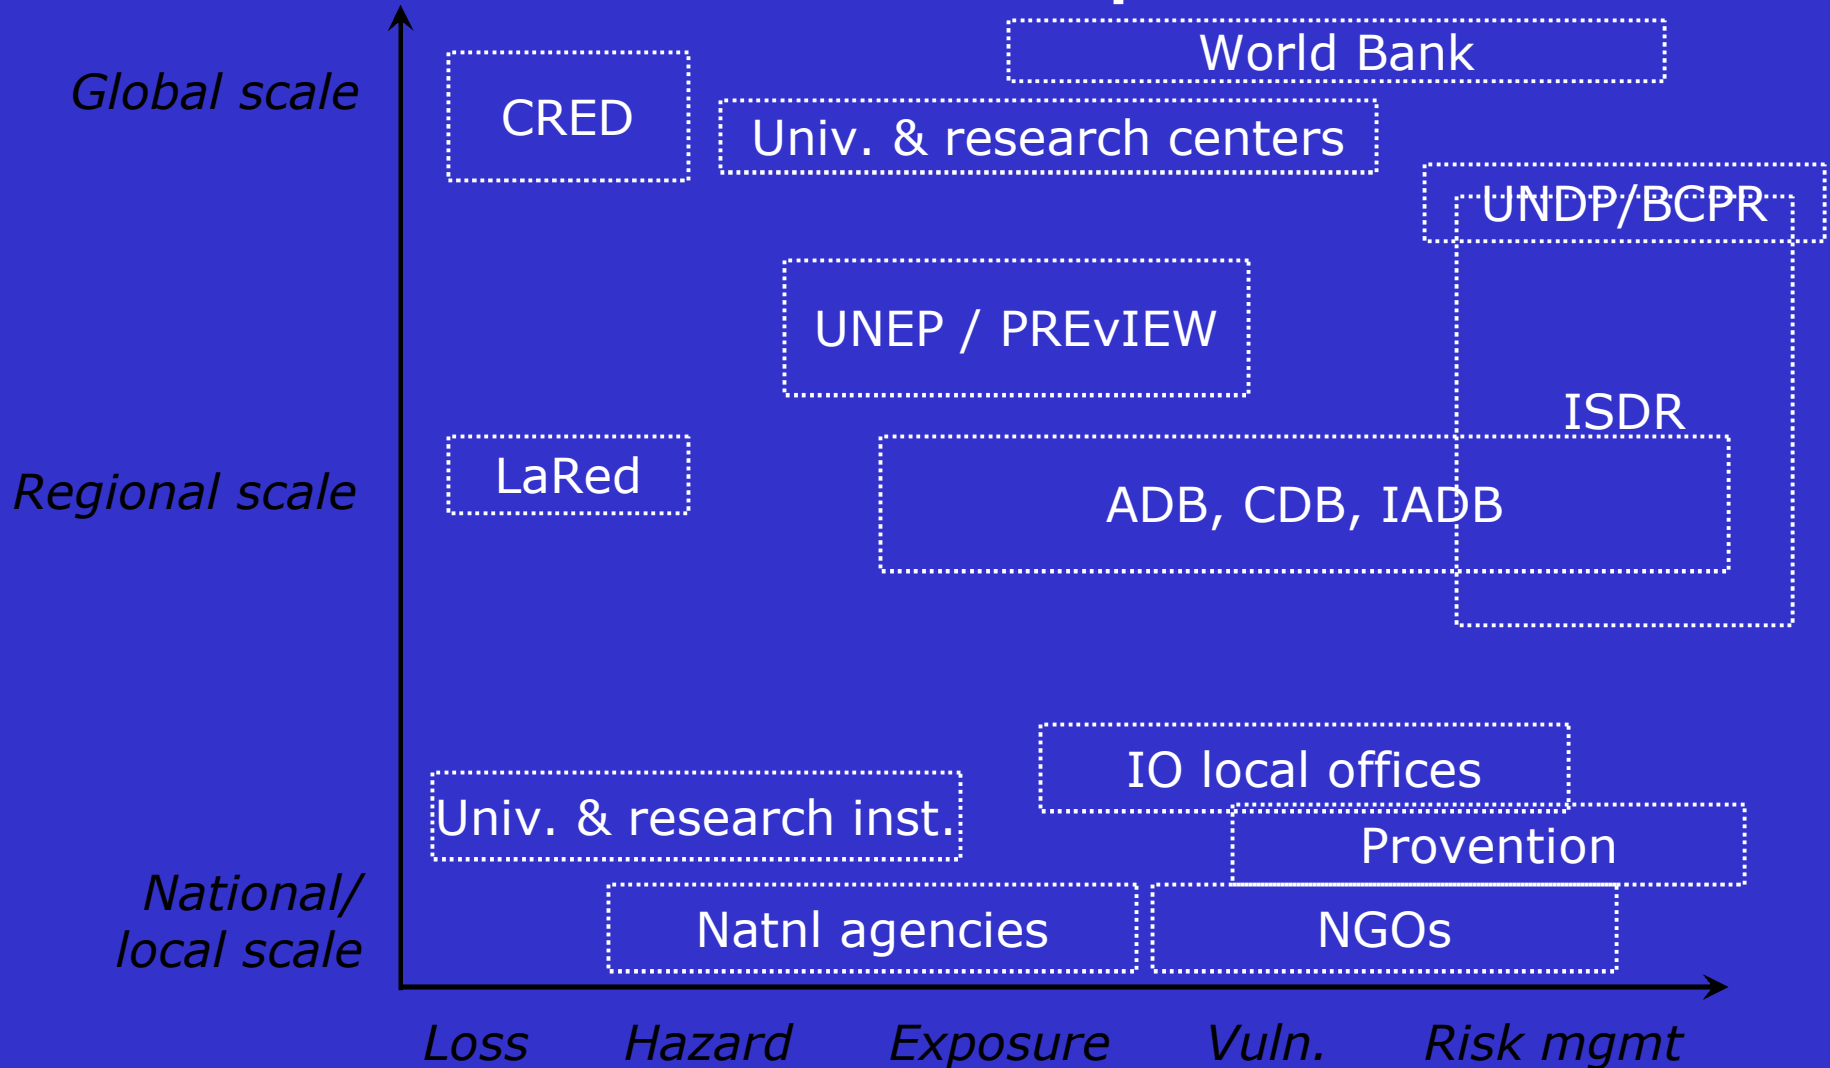 World Bank
Global scale
CRED
Univ. & research centers
UNDP/BCPR
UNEP / PREvIEW
ISDR
LaRed
Regional scale
ADB, CDB, IADB
IO local offices
Univ. & research inst.
Provention
National/
local scale
Natnl agencies
NGOs
Loss
Hazard
Exposure
Vuln.
Risk mgmt